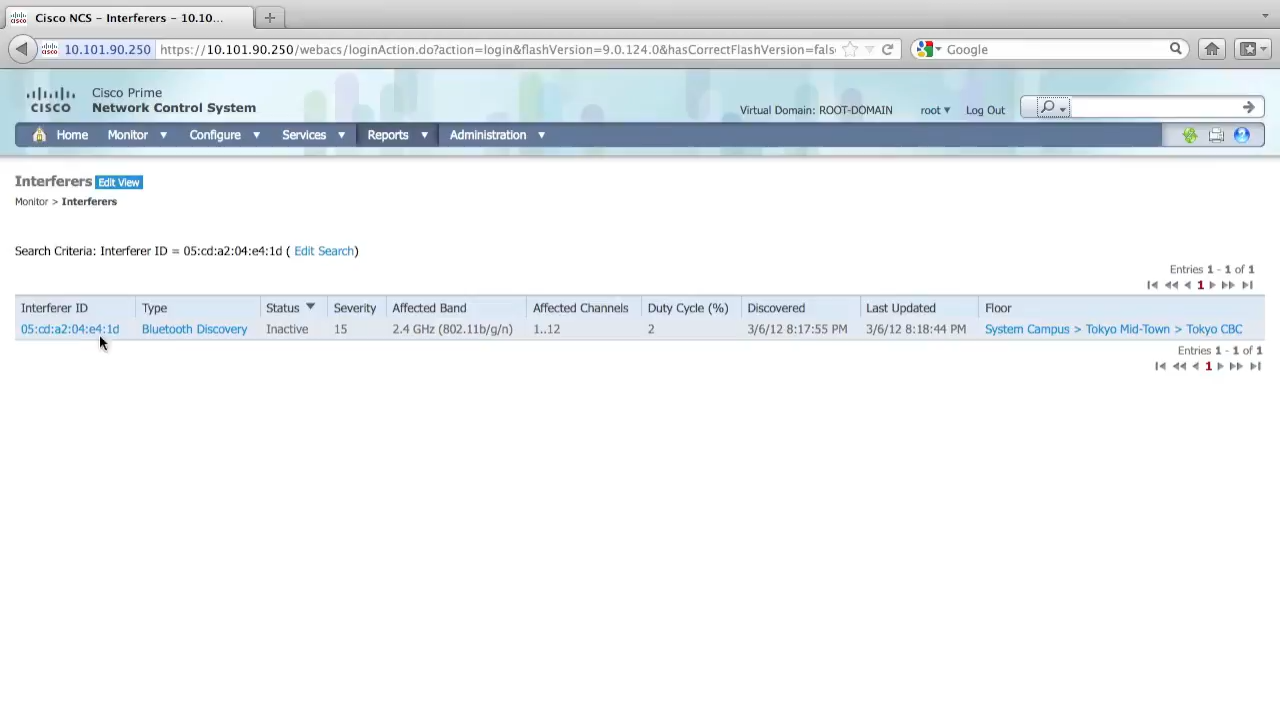 Cisco NCS - Interferers - 10.10...
10.101.90.250 https://10.101.90.250/webacs/loginAction.do?action=login&flashVersion=9.0.124.0&hasCorrectFlashVersion=fals Google
CISCO
Cisco Prime
Network Control System
Virtual Domain: ROOT-DOMAIN root Log Out
Home Monitor Configure Services Reports Administration
Interferers Edit View
Monitor > Interferers
Search Criteria: Interferer ID = 05:cd:a2:04:e4:1d ( Edit Search)
Entries 1 - 1 of 1
1
Interferer ID Type Status Severity Affected Band Affected Channels Duty Cycle (%) Discovered Last Updated Floor
05:cd:a2:04:e4:1d Bluetooth Discovery Inactive 15 2.4 GHz (802.11b/g/n) 1..12 2 3/6/12 8:17:55 PM 3/6/12 8:18:44 PM System Campus > Tokyo Mid-Town > Tokyo CBC
Entries 1 - 1 of 1
1